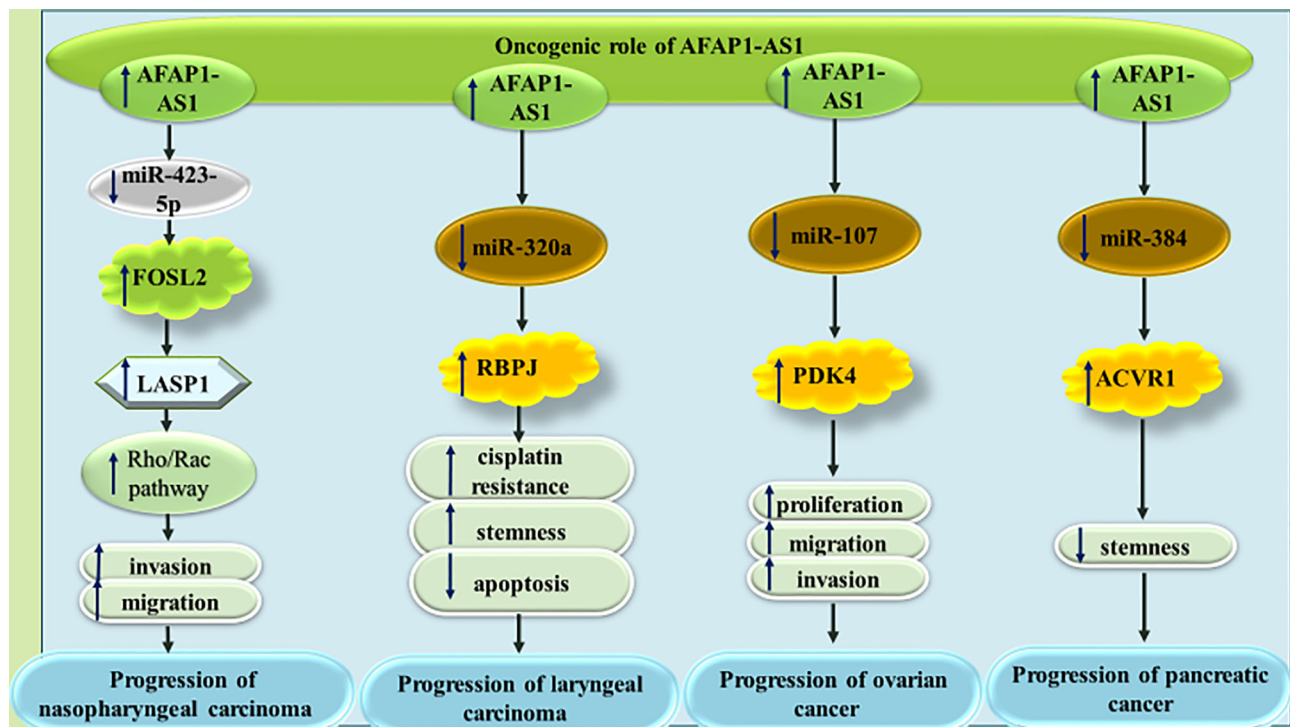 Oncogenic role of AFAP1-AS1
AFAP1-
AS1
miR-423-
5p
FOSL2
LASP1
Rho/Rac
pathway
invasion
migration
Progression of
nasopharyngeal carcinoma
AFAP1-
AS1
miR-320a
RBPJ
cisplatin
resistance
stemness
apoptosis
Progression of laryngeal
carcinoma
AFAP1-
AS1
miR-107
PDK4
proliferation
migration
invasion
Progression of ovarian
cancer
AFAP1-
AS1
miR-384
ACVR1
stemness
Progression of pancreatic
cancer